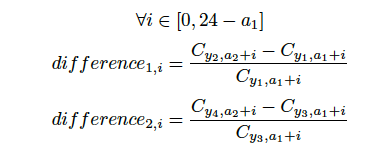 ∀i ∈ [0, 24 − a₁]
difference₁,ᵢ = (C_{y₂,a₂+i} − C_{y₁,a₁+i}) / C_{y₁,a₁+i}
difference₂,ᵢ = (C_{y₄,a₂+i} − C_{y₃,a₁+i}) / C_{y₃,a₁+i}